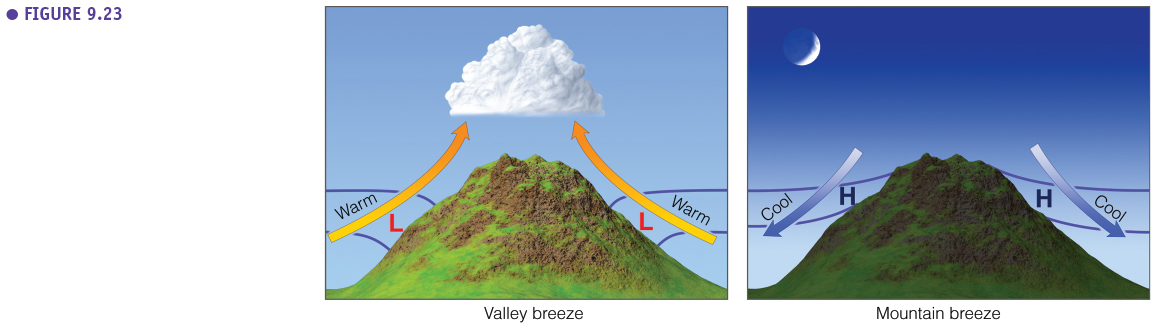 ● FIGURE 9.23
Warm
L
L
Warm
Valley breeze
Cool
H
H
Cool
Mountain breeze